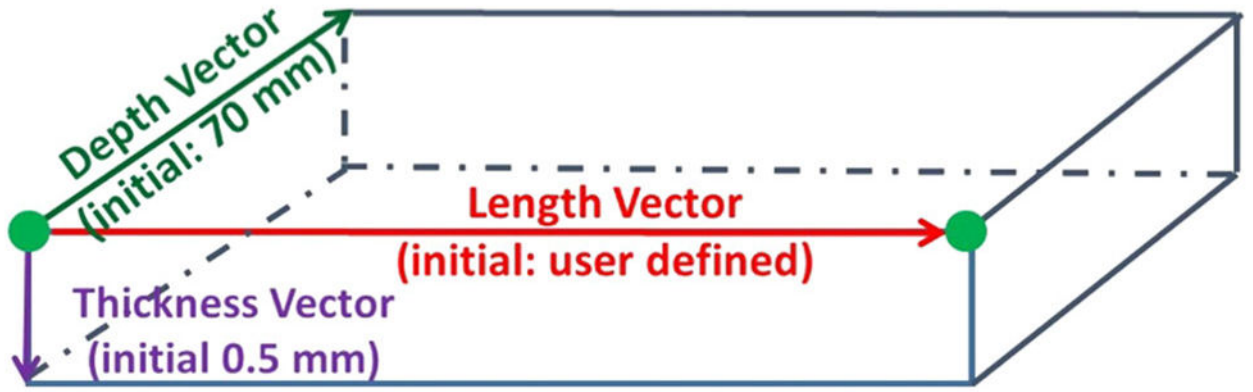 Depth Vector
(initial: 70 mm)
Length Vector
(initial: user defined)
Thickness Vector
(initial 0.5 mm)